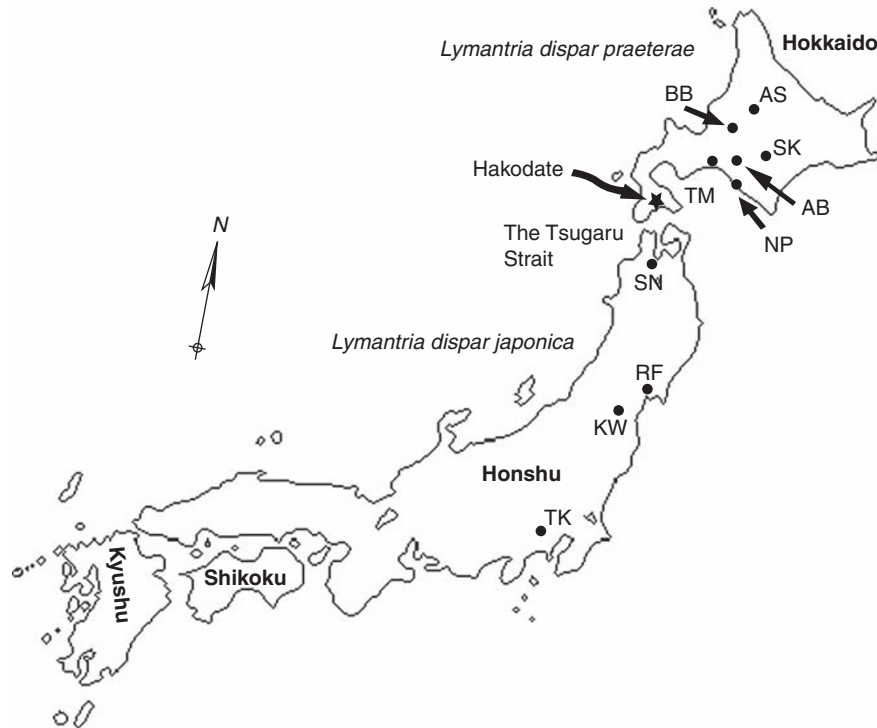 Lymantria dispar praeterae
Hokkaido
BB
AS
SK
Hakodate
TM
AB
NP
N
The Tsugaru
Strait
SN
Lymantria dispar japonica
RF
KW
Honshu
TK
Shikoku
Kyushu